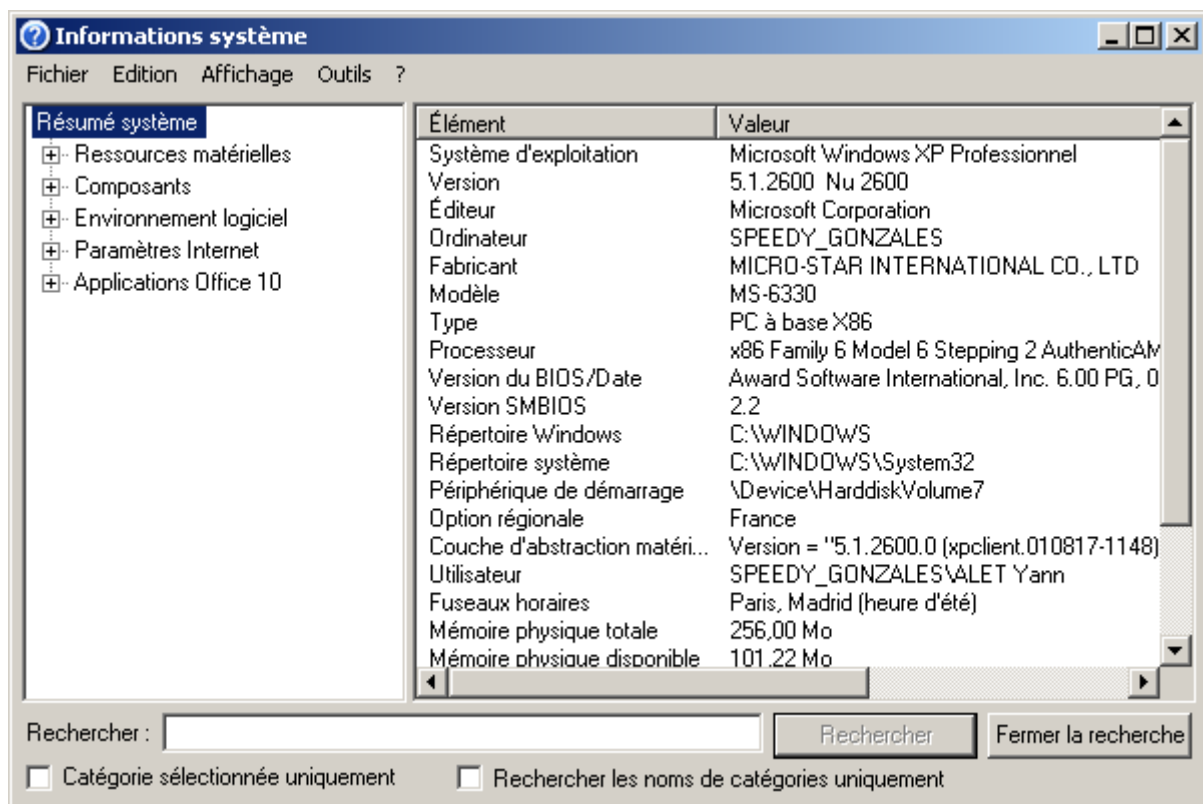 Informations système
Fichier Edition Affichage Outils ?
Résumé système
Ressources matérielles
Composants
Environnement logiciel
Paramètres Internet
Applications Office 10
Élément Valeur
Système d'exploitation Microsoft Windows XP Professionnel
Version 5.1.2600 Nu 2600
Éditeur Microsoft Corporation
Ordinateur SPEEDY_GONZALES
Fabricant MICRO-STAR INTERNATIONAL CO., LTD
Modèle MS-6330
Type PC à base X86
Processeur x86 Family 6 Model 6 Stepping 2 AuthenticAM
Version du BIOS/Date Award Software International, Inc. 6.00 PG, 0
Version SMBIOS 2.2
Répertoire Windows C:\WINDOWS
Répertoire système C:\WINDOWS\System32
Périphérique de démarrage \Device\HarddiskVolume7
Option régionale France
Couche d'abstraction matéri... Version = "5.1.2600.0 (xpclient.010817-1148)
Utilisateur SPEEDY_GONZALES\ALET Yann
Fuseaux horaires Paris, Madrid (heure d'été)
Mémoire physique totale 256,00 Mo
Mémoire physique disponible 101,22 Mo
Rechercher : Rechercher Fermer la recherche
Catégorie sélectionnée uniquement Rechercher les noms de catégories uniquement